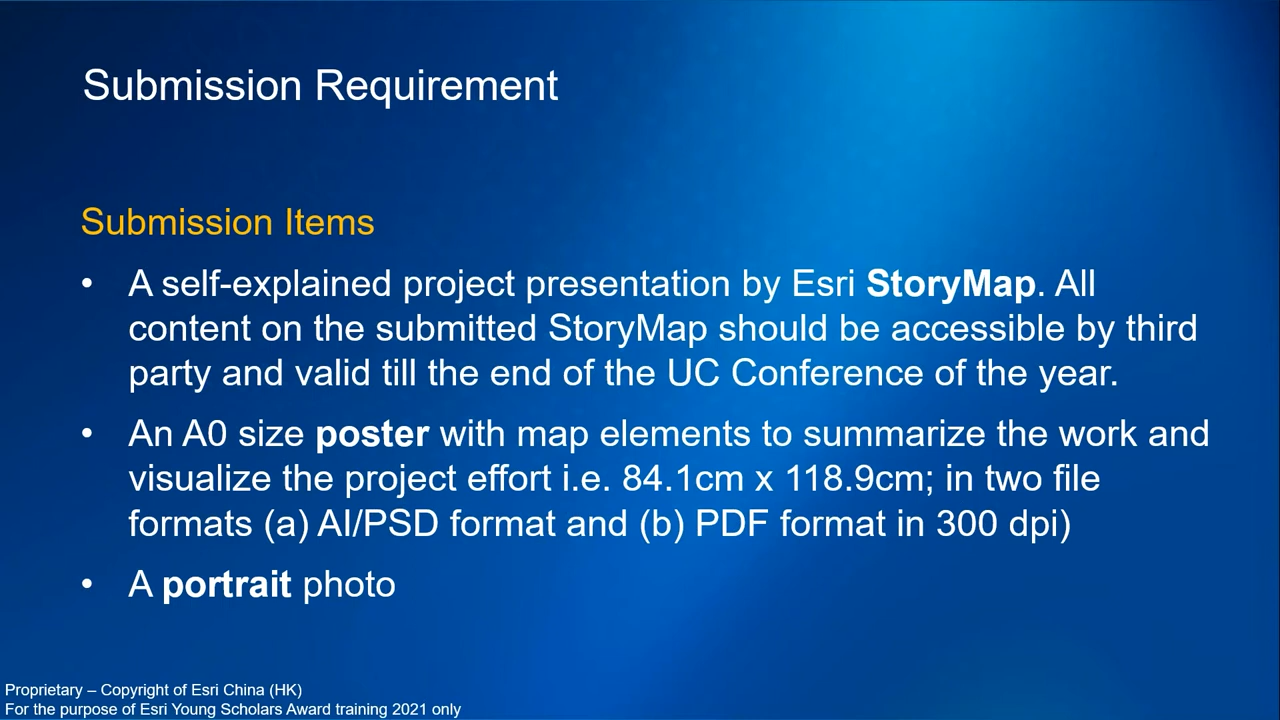 Submission Requirement
Submission Items
• A self-explained project presentation by Esri StoryMap. All
content on the submitted StoryMap should be accessible by third
party and valid till the end of the UC Conference of the year.
• An A0 size poster with map elements to summarize the work and
visualize the project effort i.e. 84.1cm x 118.9cm; in two file
formats (a) AI/PSD format and (b) PDF format in 300 dpi)
• A portrait photo
Proprietary – Copyright of Esri China (HK)
For the purpose of Esri Young Scholars Award training 2021 only